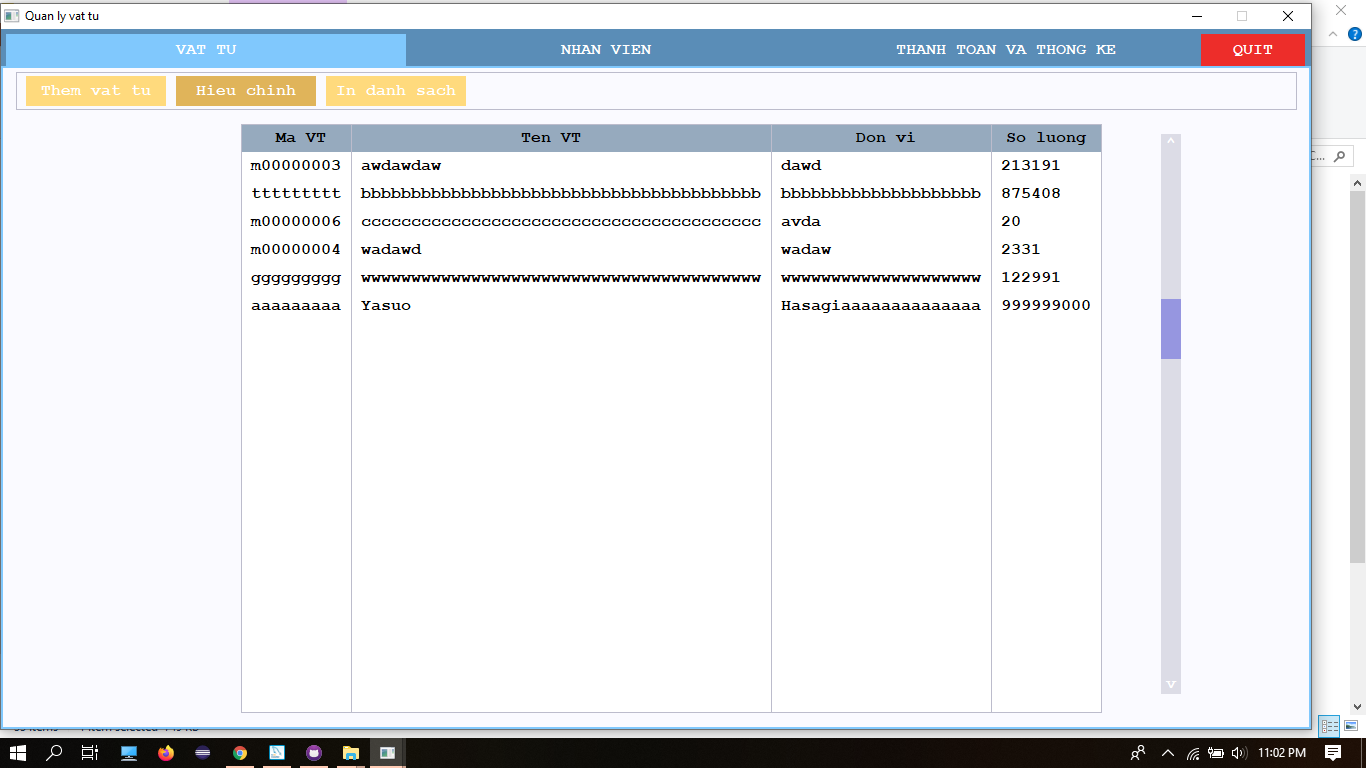 Quan ly vat tu
VAT TU NHAN VIEN THANH TOAN VA THONG KE QUIT
Them vat tu Hieu chinh In danh sach
Ma VT Ten VT Don vi So luong
m00000003 awdawdaw dawd 213191
ttttttttt bbbbbbbbbbbbbbbbbbbbbbbbbbbbbbbbbbbbbbbb bbbbbbbbbbbbbbbbbbbb 875408
m00000006 cccccccccccccccccccccccccccccccccccccccc avda 20
m00000004 wadawd wadaw 2331
ggggggggg wwwwwwwwwwwwwwwwwwwwwwwwwwwwwwwwwwwwwwww wwwwwwwwwwwwwwwwwwww 122991
aaaaaaaaa Yasuo Hasagiaaaaaaaaaaaaaa 999999000
11:02 PM